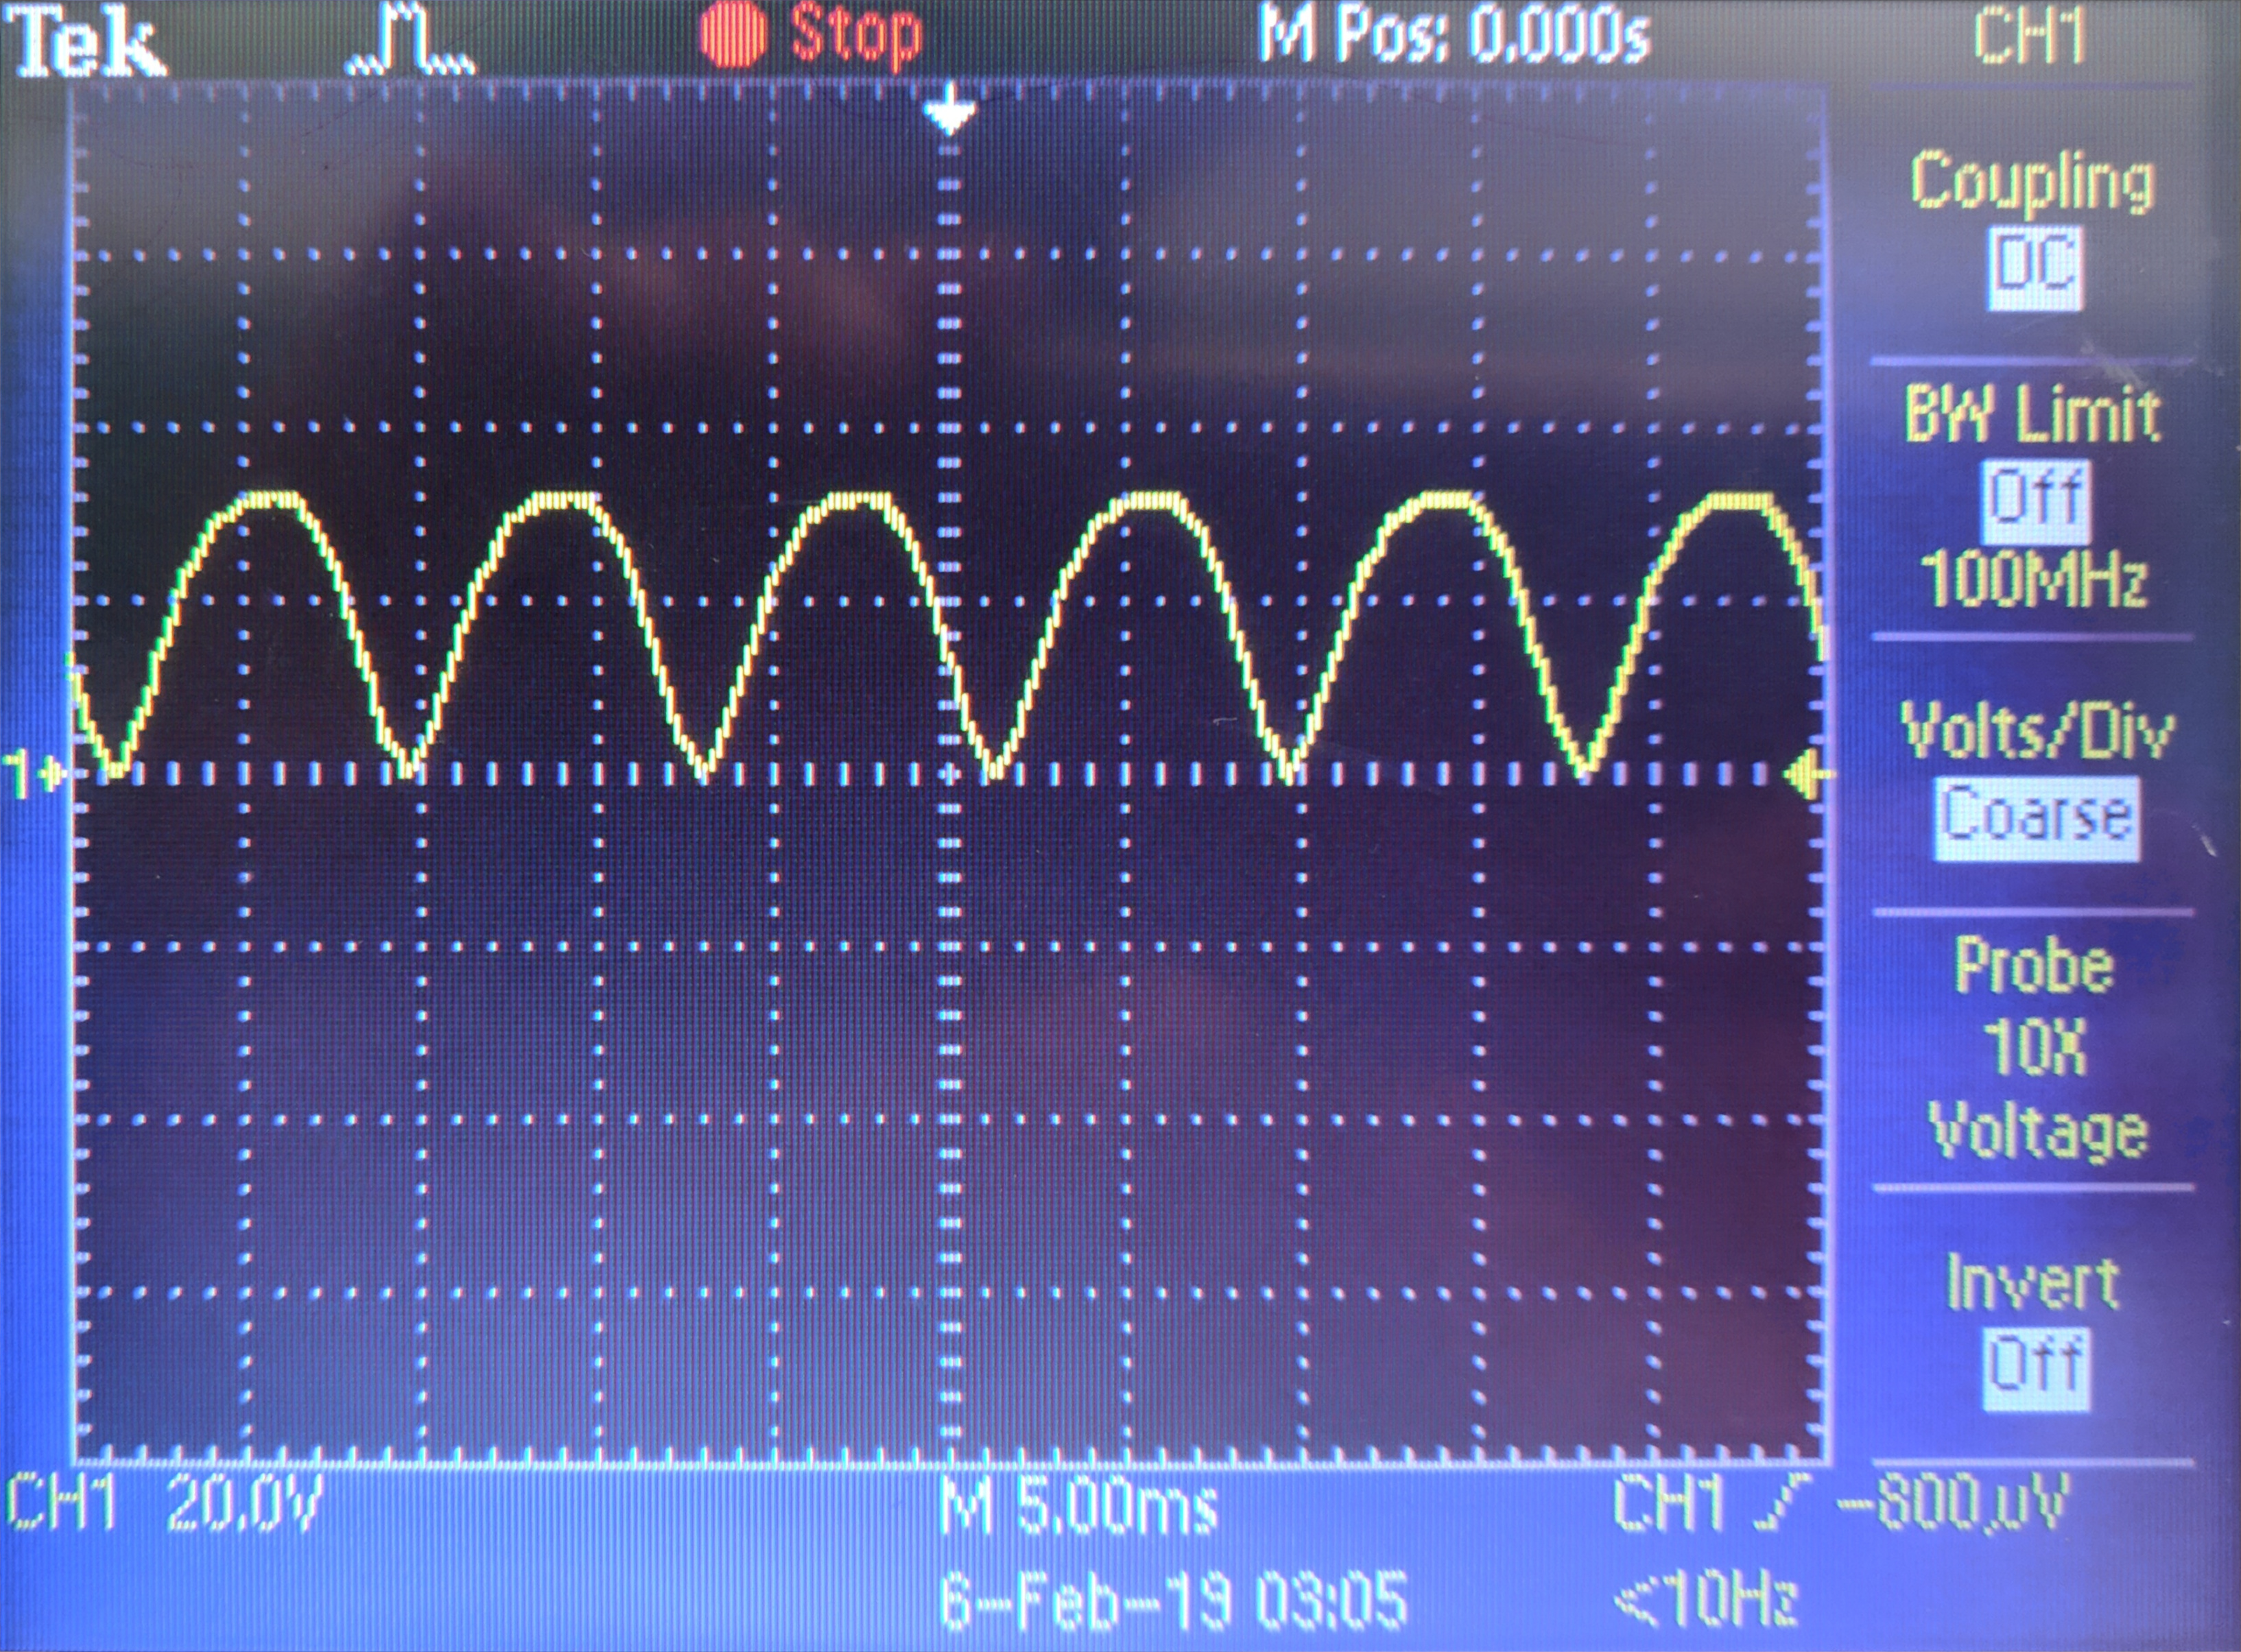 Tek Stop M Pos: 0.000s CH1
Coupling
DC
BW Limit
Off
100MHz
Volts/Div
Coarse
Probe
10X
Voltage
Invert
Off
1
CH1 20.0V M 5.00ms CH1 -800µV
6-Feb-19 03:05 <10Hz